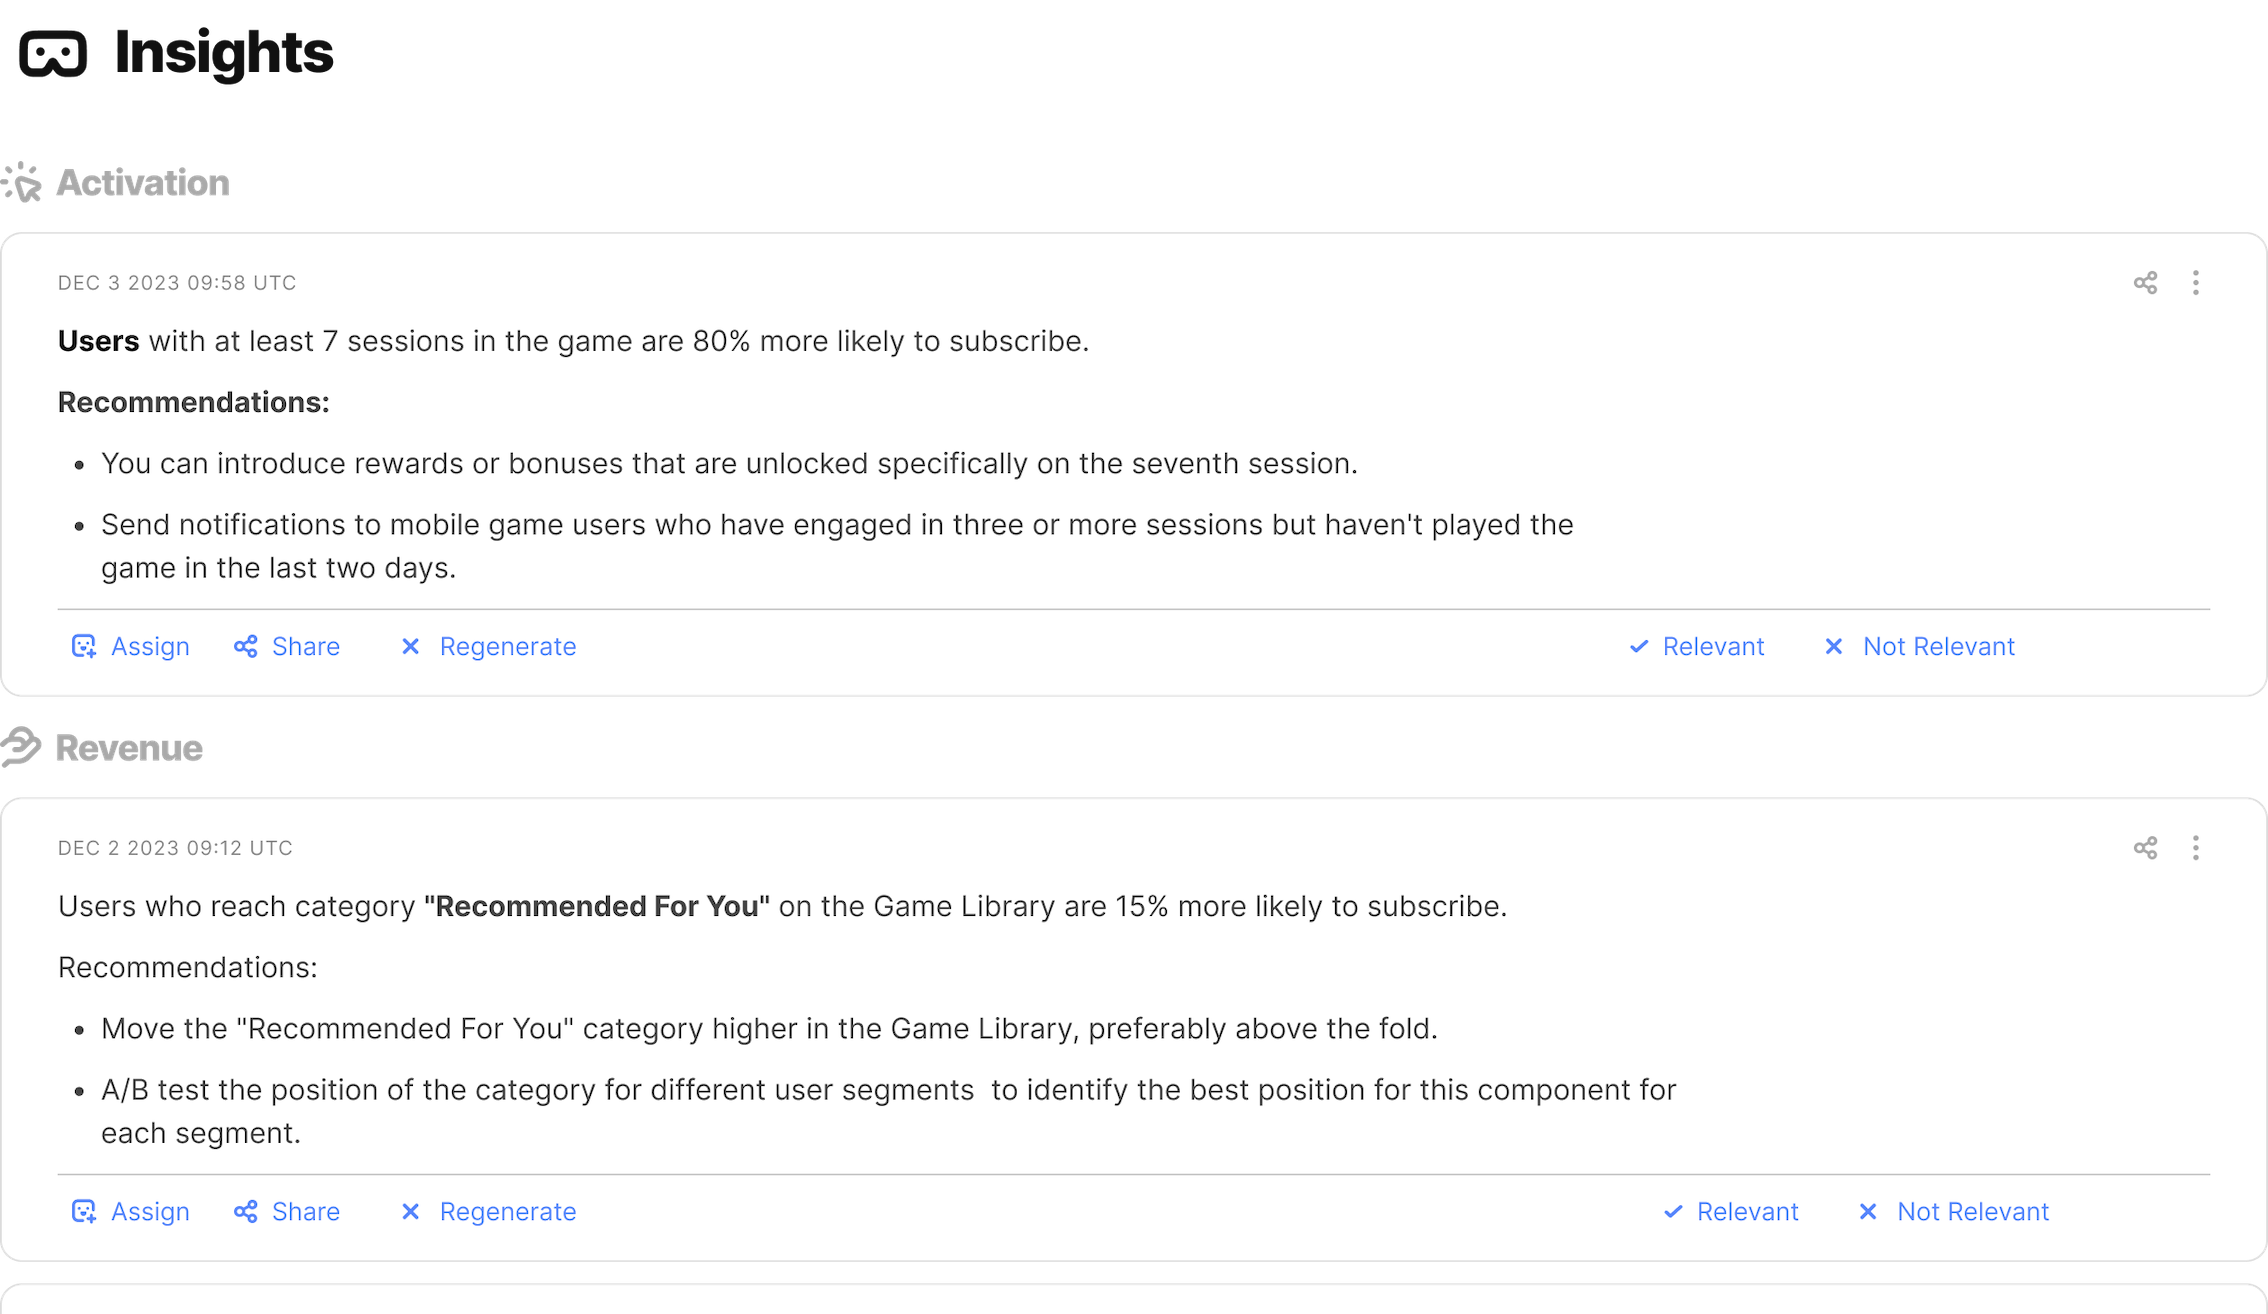 Insights
Activation
DEC 3 2023 09:58 UTC
Users with at least 7 sessions in the game are 80% more likely to subscribe.
Recommendations:
• You can introduce rewards or bonuses that are unlocked specifically on the seventh session.
• Send notifications to mobile game users who have engaged in three or more sessions but haven't played the
game in the last two days.
Assign Share Regenerate Relevant Not Relevant
Revenue
DEC 2 2023 09:12 UTC
Users who reach category "Recommended For You" on the Game Library are 15% more likely to subscribe.
Recommendations:
• Move the "Recommended For You" category higher in the Game Library, preferably above the fold.
• A/B test the position of the category for different user segments  to identify the best position for this component for
each segment.
Assign Share Regenerate Relevant Not Relevant